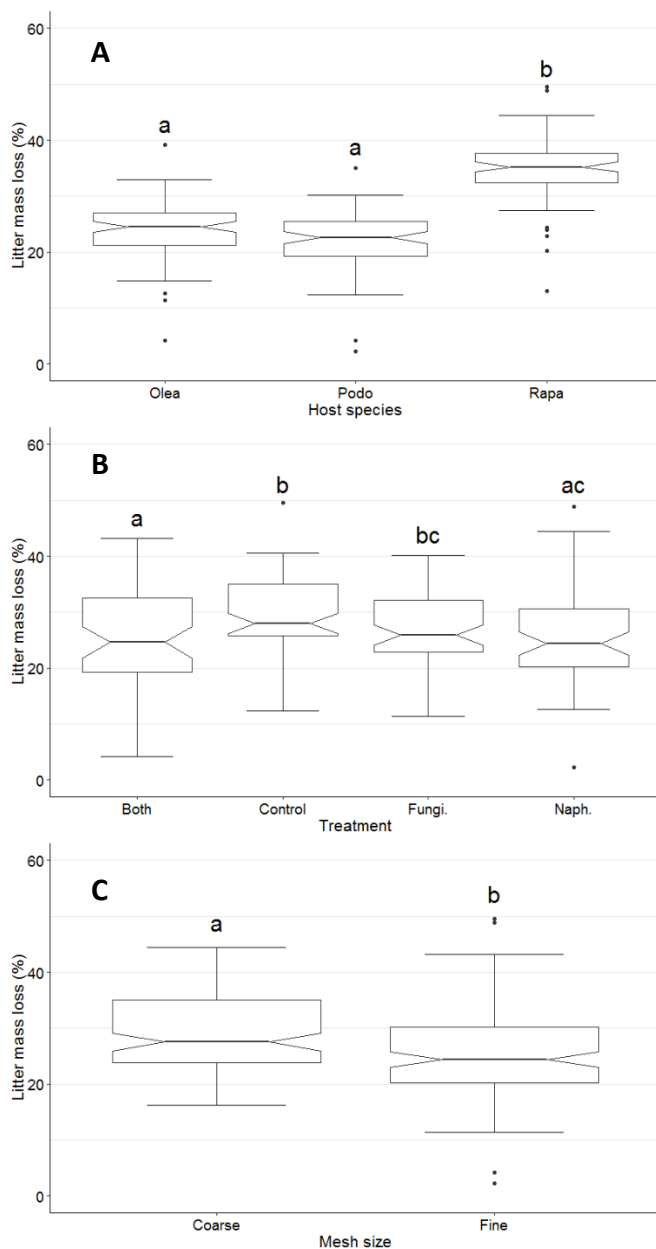 A
60
40
20
0
Litter mass loss (%)
a
a
b
Olea
Podo
Rapa
Host species
B
60
40
20
0
Litter mass loss (%)
a
b
bc
ac
Both
Control
Fungi.
Naph.
Treatment
C
60
40
20
0
Litter mass loss (%)
a
b
Coarse
Fine
Mesh size